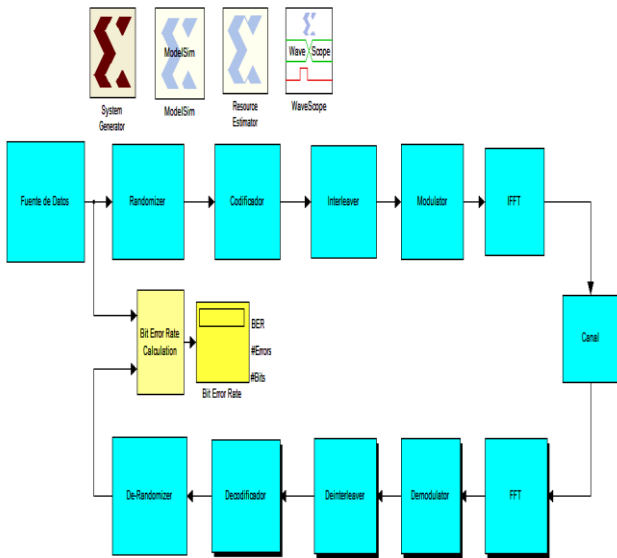 ModelSim
Wave Scope
System
Generator
ModelSim
Resource
Estimator
WaveScope
Fuente de Datos
Randomizer
Codificador
Interleaver
Modulator
IFFT
Bit Error Rate
Calculation
BER
#Errors
#Bits
Bit Error Rate
Canal
De-Randomizer
Decodificador
Deinterleaver
Demodulator
FFT